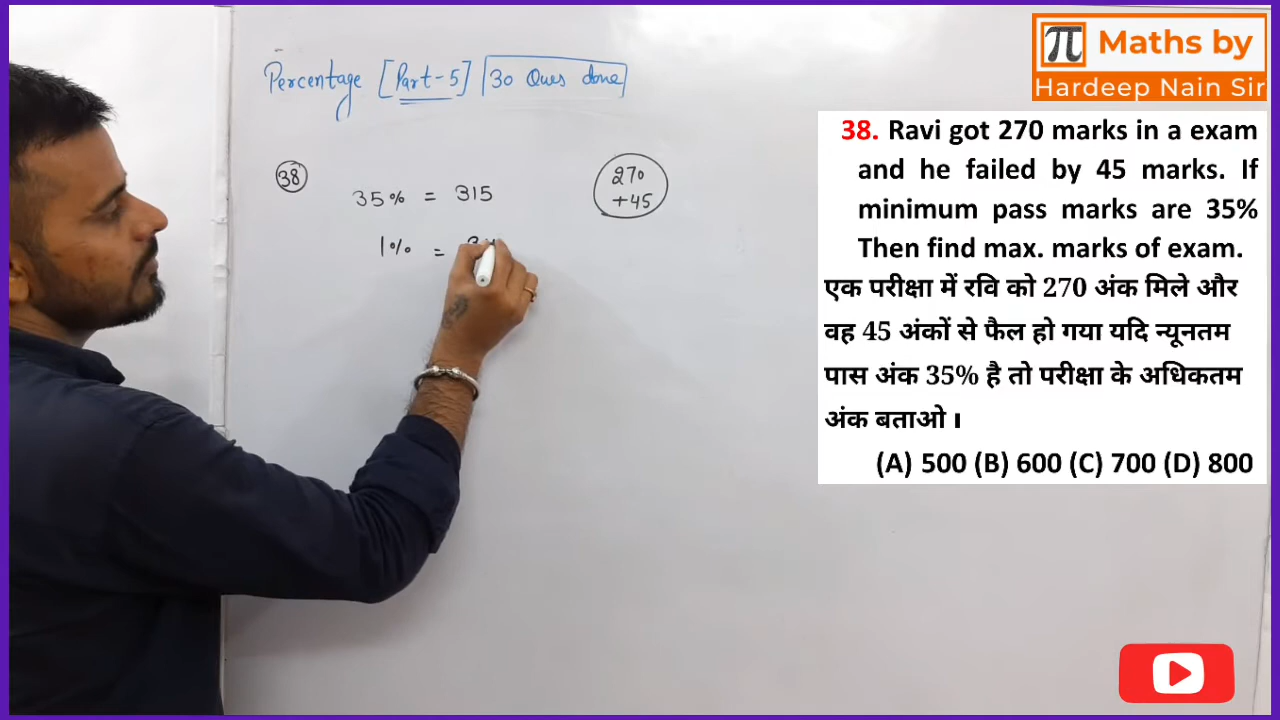 Percentage [Part-5] 30 Ques done
π Maths by
Hardeep Nain Sir
38
35% = 315
270
+45
1% =
38. Ravi got 270 marks in a exam
and he failed by 45 marks. If
minimum pass marks are 35%
Then find max. marks of exam.
एक परीक्षा में रवि को 270 अंक मिले और
वह 45 अंकों से फैल हो गया यदि न्यूनतम
पास अंक 35% है तो परीक्षा के अधिकतम
अंक बताओ ।
(A) 500 (B) 600 (C) 700 (D) 800